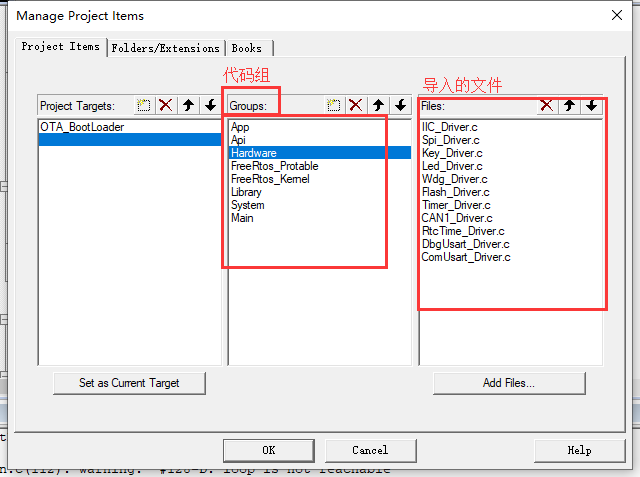 Manage Project Items
Project Items
Folders/Extensions
Books
代码组
导入的文件
Project Targets:
OTA_BootLoader
Groups:
App
Api
Hardware
FreeRtos_Protable
FreeRtos_Kernel
Library
System
Main
Files:
IIC_Driver.c
Spi_Driver.c
Key_Driver.c
Led_Driver.c
Wdg_Driver.c
Flash_Driver.c
Timer_Driver.c
CAN1_Driver.c
RtcTime_Driver.c
DbgUsart_Driver.c
ComUsart_Driver.c
Set as Current Target
Add Files...
OK
Cancel
Help
warning: #128-D: loop is not reachable